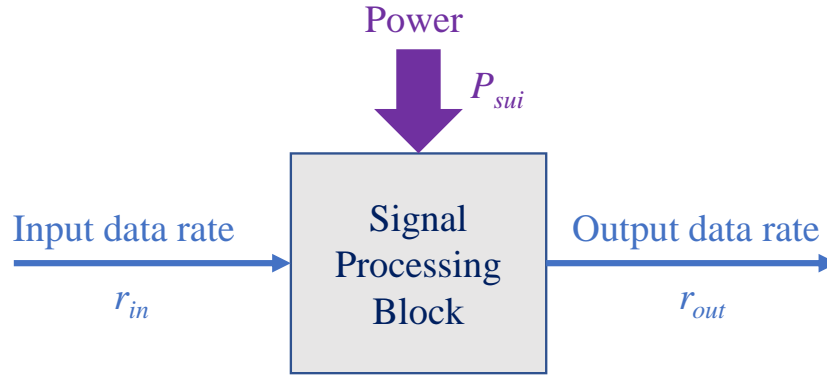 Power
P_sui
Signal
Processing
Block
Input data rate
r_in
Output data rate
r_out